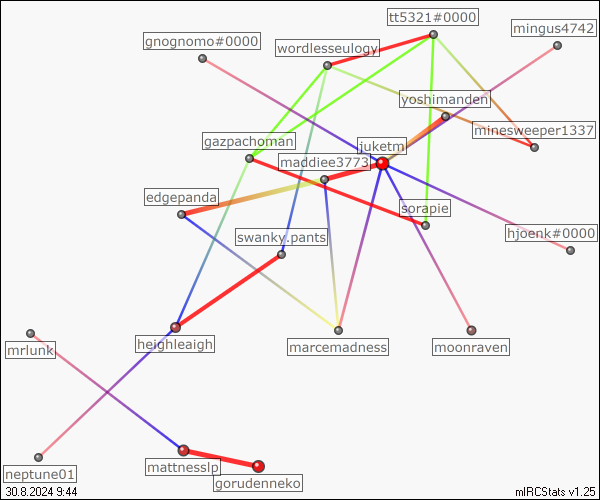 tt5321#0000
mingus4742
gnognomo#0000
wordlesseulogy
yoshimanden
minesweeper1337
gazpachoman
juketm
maddiee3773
edgepanda
sorapie
swanky.pants
hjoenk#0000
heighleaigh
marcemadness
moonraven
mrlunk
mattnesslp
neptune01
gorudenneko
30.8.2024 9:44
mIRCStats v1.25